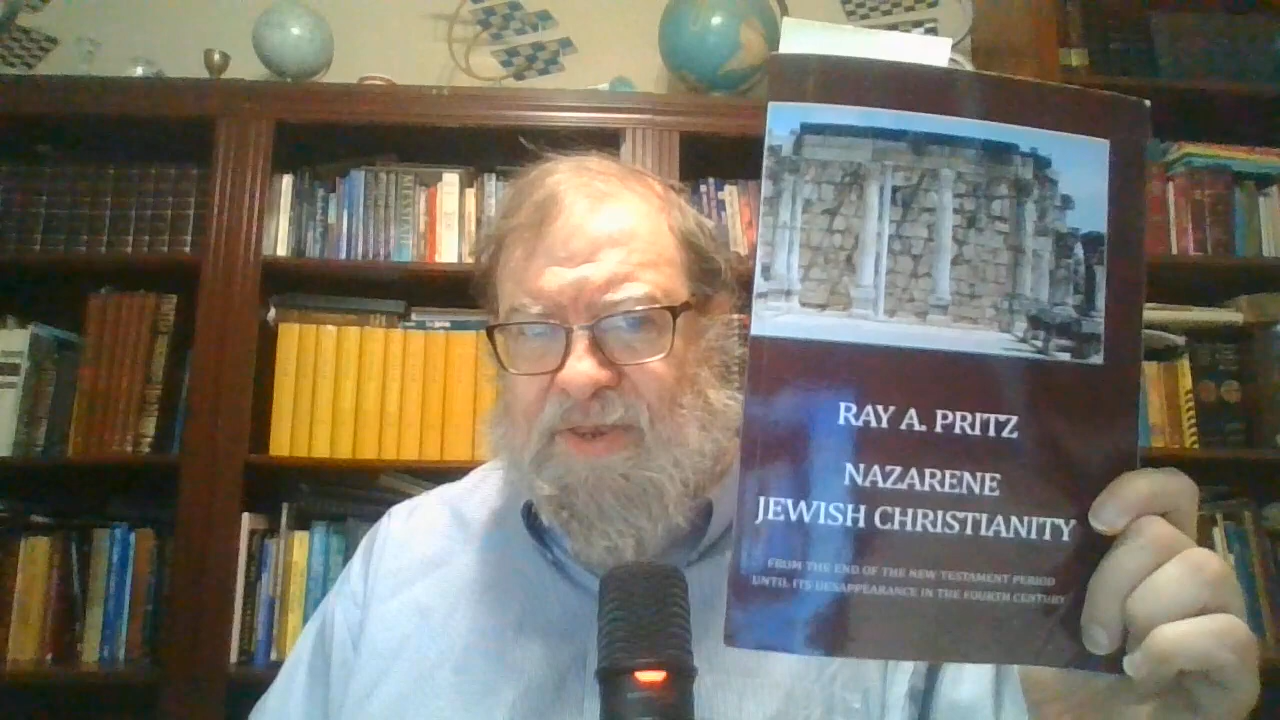 RAY A. PRITZ
NAZARENE
JEWISH CHRISTIANITY
FROM THE END OF THE NEW TESTAMENT PERIOD
UNTIL ITS DESAPPEARANCE IN THE FOURTH CENTURY